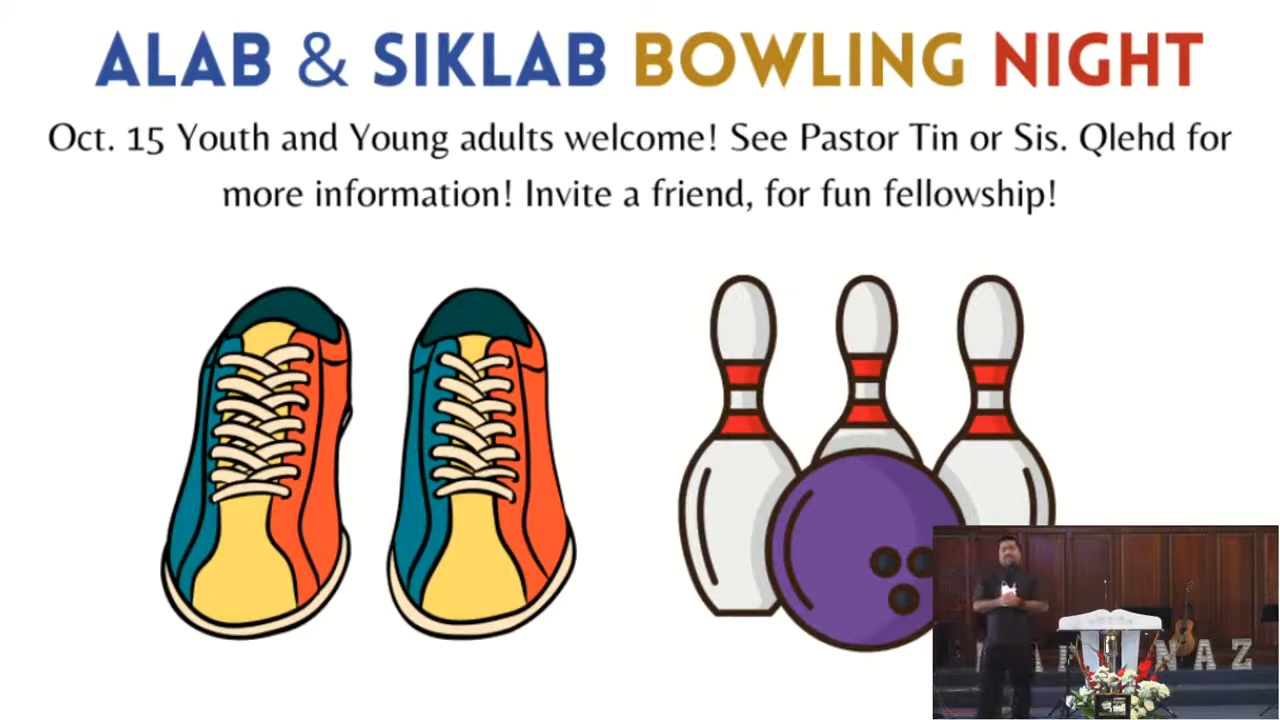 ALAB & SIKLAB BOWLING NIGHT
Oct. 15 Youth and Young adults welcome! See Pastor Tin or Sis. Qlehd for
more information! Invite a friend, for fun fellowship!
NAZ